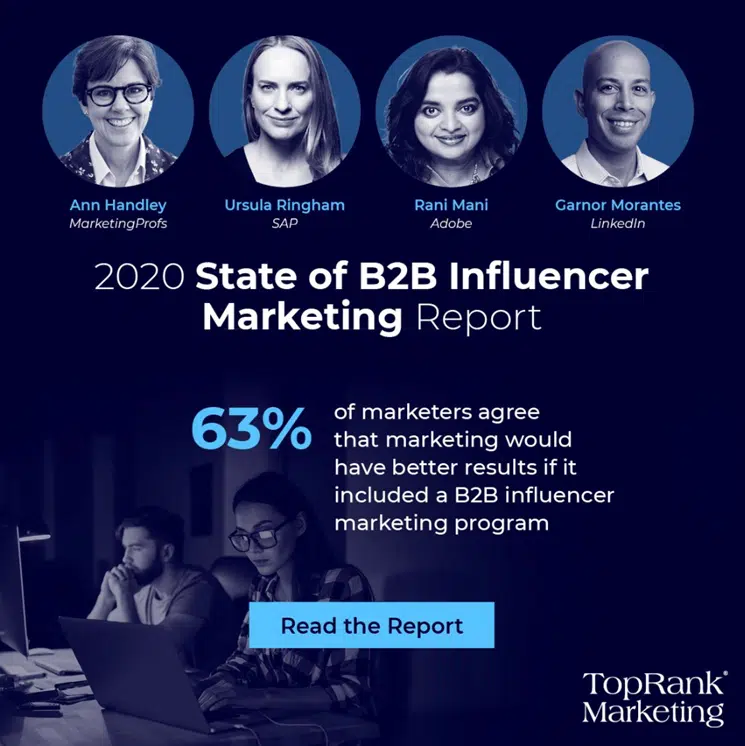 Ann Handley
MarketingProfs
Ursula Ringham
SAP
Rani Mani
Adobe
Garnor Morantes
LinkedIn
2020 State of B2B Influencer
Marketing Report
63%
of marketers agree
that marketing would
have better results if it
included a B2B influencer
marketing program
Read the Report
TopRank®
Marketing